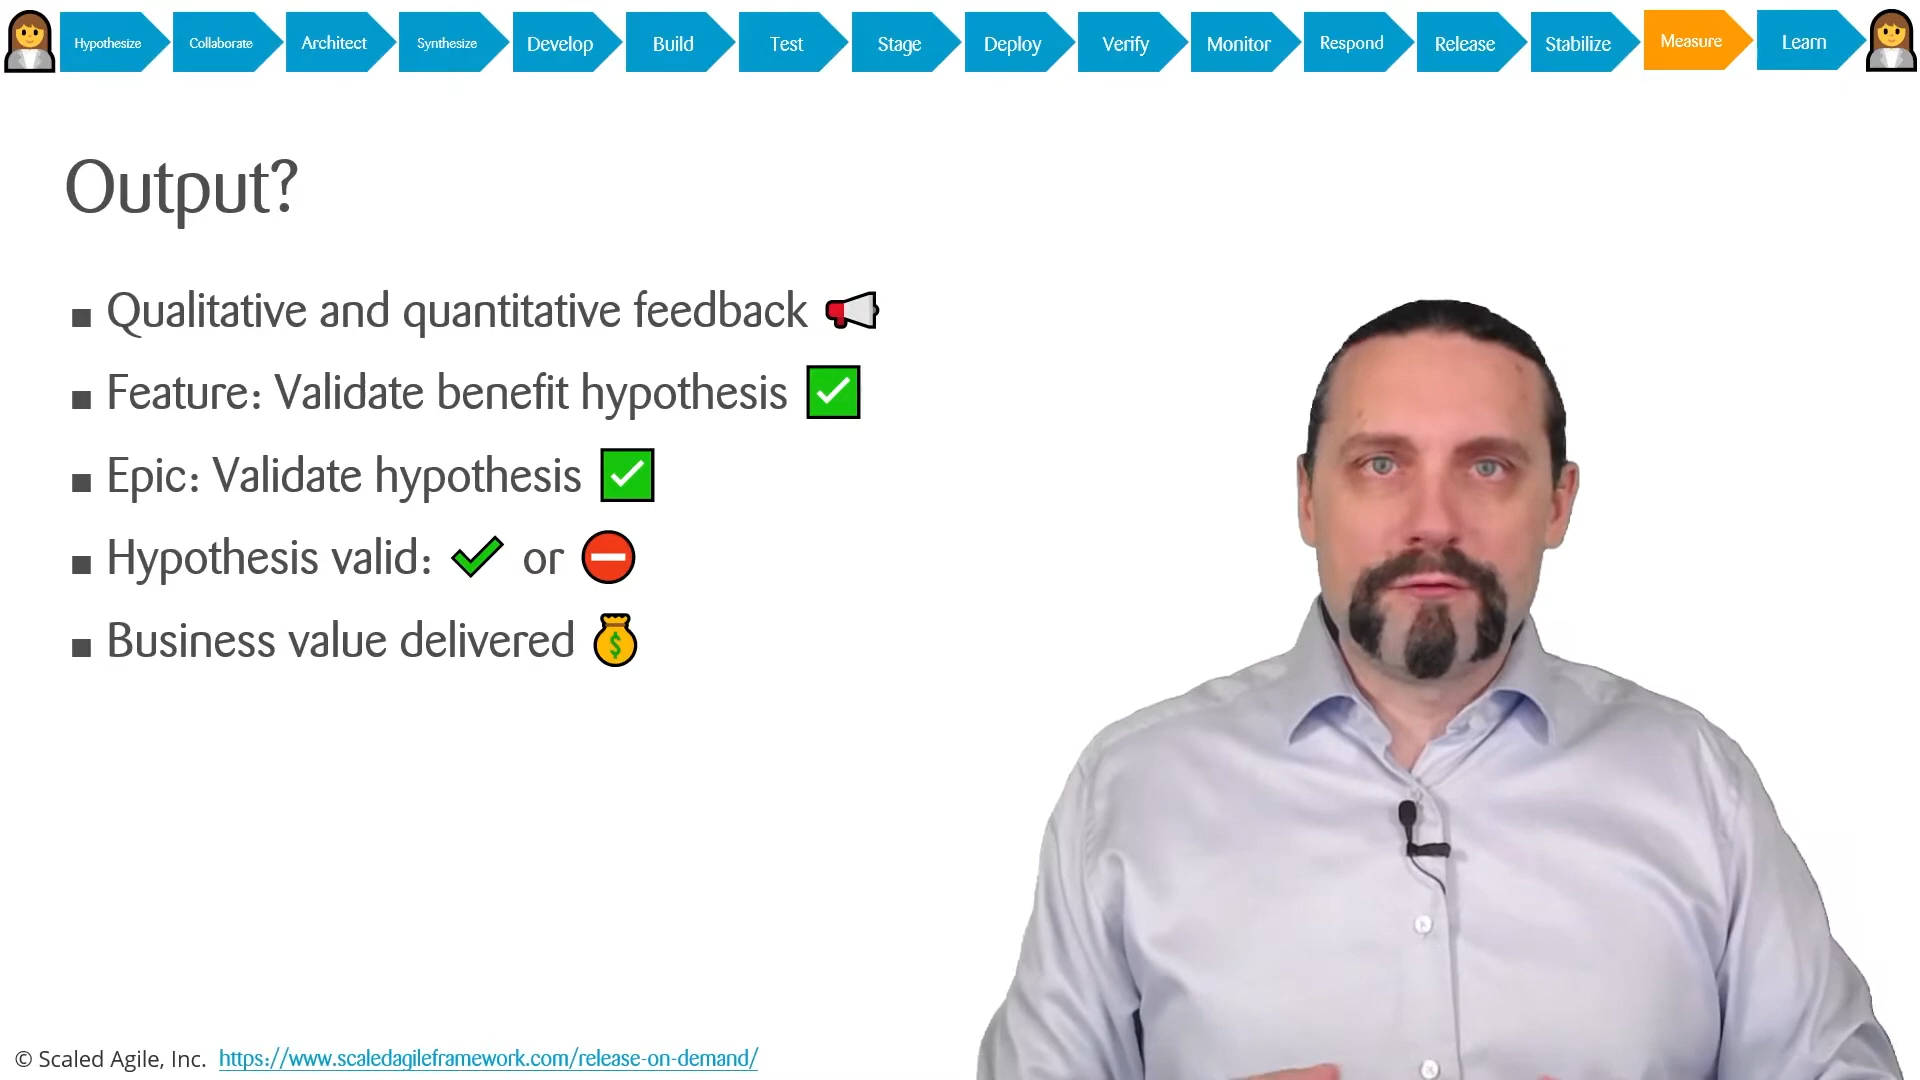 Hypothesize
Collaborate
Architect
Synthesize
Develop
Build
Test
Stage
Deploy
Verify
Monitor
Respond
Release
Stabilize
Measure
Learn
Output?
Qualitative and quantitative feedback
Feature: Validate benefit hypothesis
Epic: Validate hypothesis
Hypothesis valid: or
Business value delivered
© Scaled Agile, Inc. https://www.scaledagileframework.com/release-on-demand/